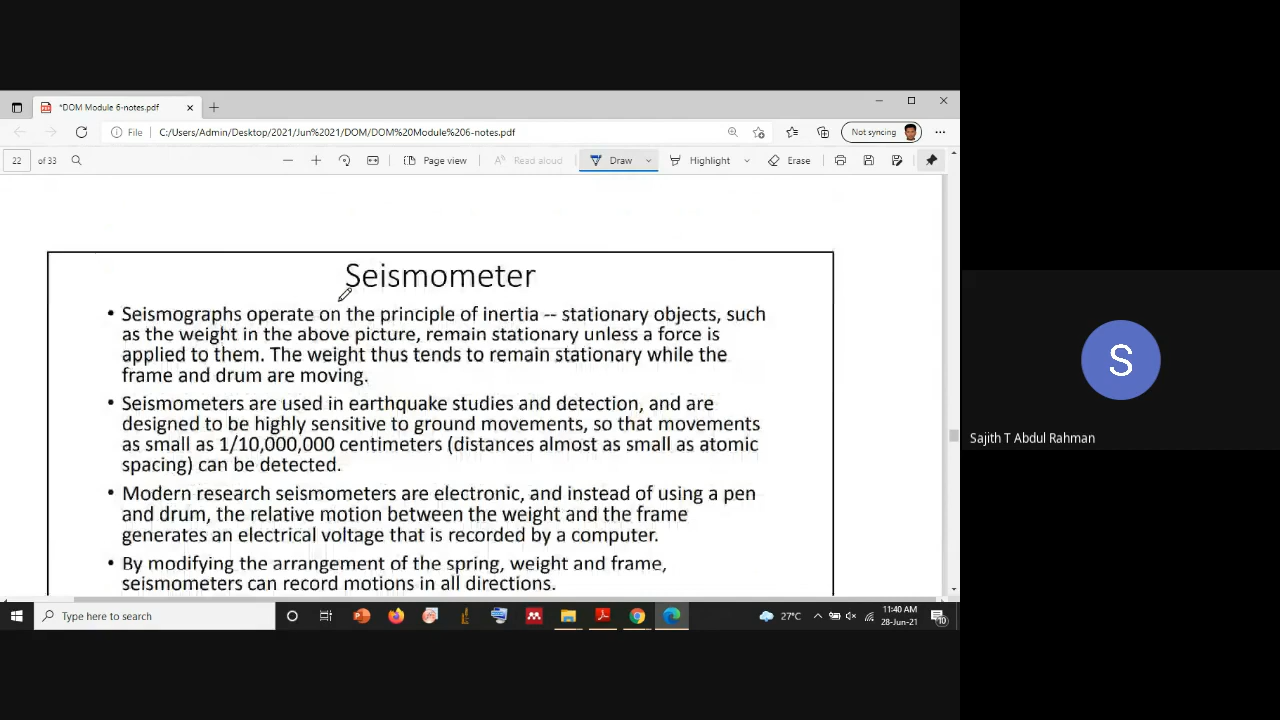 *DOM Module 6-notes.pdf
File
C:/Users/Admin/Desktop/2021/Jun%2021/DOM/DOM%20Module%206-notes.pdf
Not syncing
22 of 33
Page view
Read aloud
Draw
Highlight
Erase
Seismometer
• Seismographs operate on the principle of inertia -- stationary objects, such
as the weight in the above picture, remain stationary unless a force is
applied to them. The weight thus tends to remain stationary while the
frame and drum are moving.
• Seismometers are used in earthquake studies and detection, and are
designed to be highly sensitive to ground movements, so that movements
as small as 1/10,000,000 centimeters (distances almost as small as atomic
spacing) can be detected.
• Modern research seismometers are electronic, and instead of using a pen
and drum, the relative motion between the weight and the frame
generates an electrical voltage that is recorded by a computer.
• By modifying the arrangement of the spring, weight and frame,
seismometers can record motions in all directions.
S
Sajith T Abdul Rahman
Type here to search
27°C
11:40 AM
28-Jun-21
10